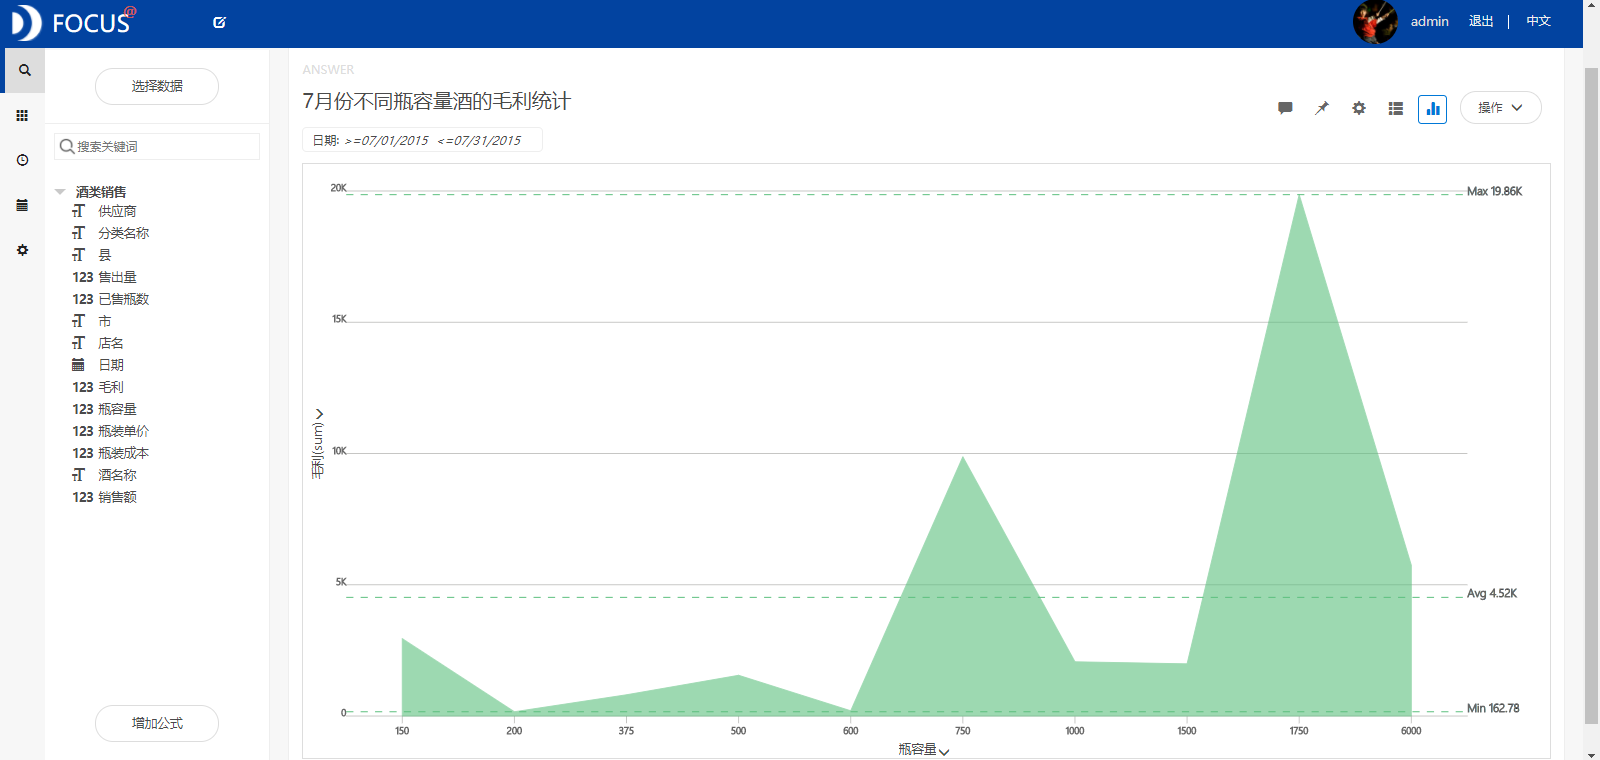 FOCUS@
admin 退出 | 中文
选择数据
搜索关键词
酒类销售
供应商
分类名称
县
123 售出量
123 已售瓶数
市
店名
日期
123 毛利
123 瓶容量
123 瓶装单价
123 瓶装成本
酒名称
123 销售额
增加公式
ANSWER
7月份不同瓶容量酒的毛利统计
操作
日期: >=07/01/2015 <=07/31/2015
20K
15K
10K
5K
0
毛利(sum)
Max 19.86K
Avg 4.52K
Min 162.78
150 200 375 500 600 750 1000 1500 1750 6000
瓶容量